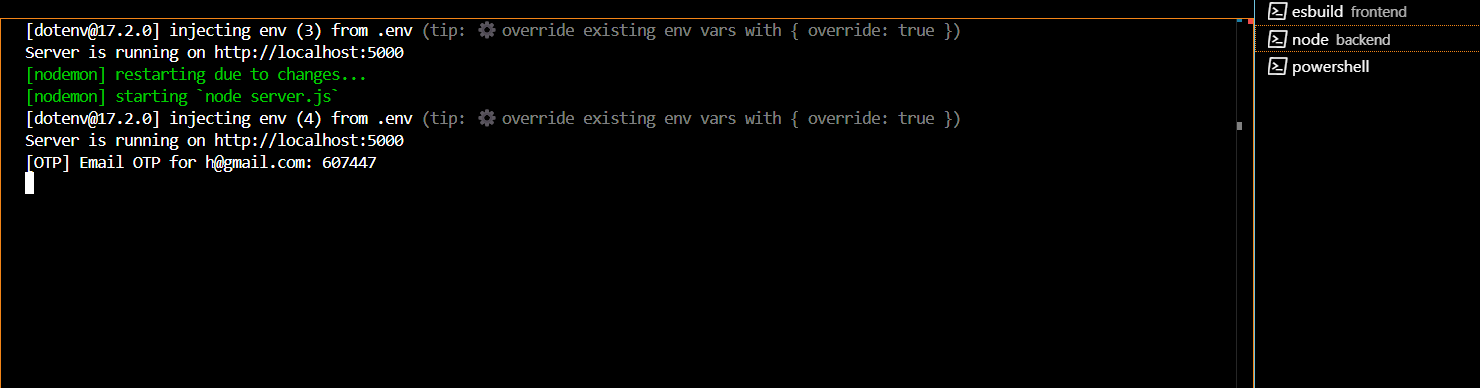 [dotenv@17.2.0] injecting env (3) from .env (tip: ⚙️ override existing env vars with { override: true })
Server is running on http://localhost:5000
[nodemon] restarting due to changes...
[nodemon] starting `node server.js`
[dotenv@17.2.0] injecting env (4) from .env (tip: ⚙️ override existing env vars with { override: true })
Server is running on http://localhost:5000
[OTP] Email OTP for h@gmail.com: 607447
esbuild frontend
node backend
powershell